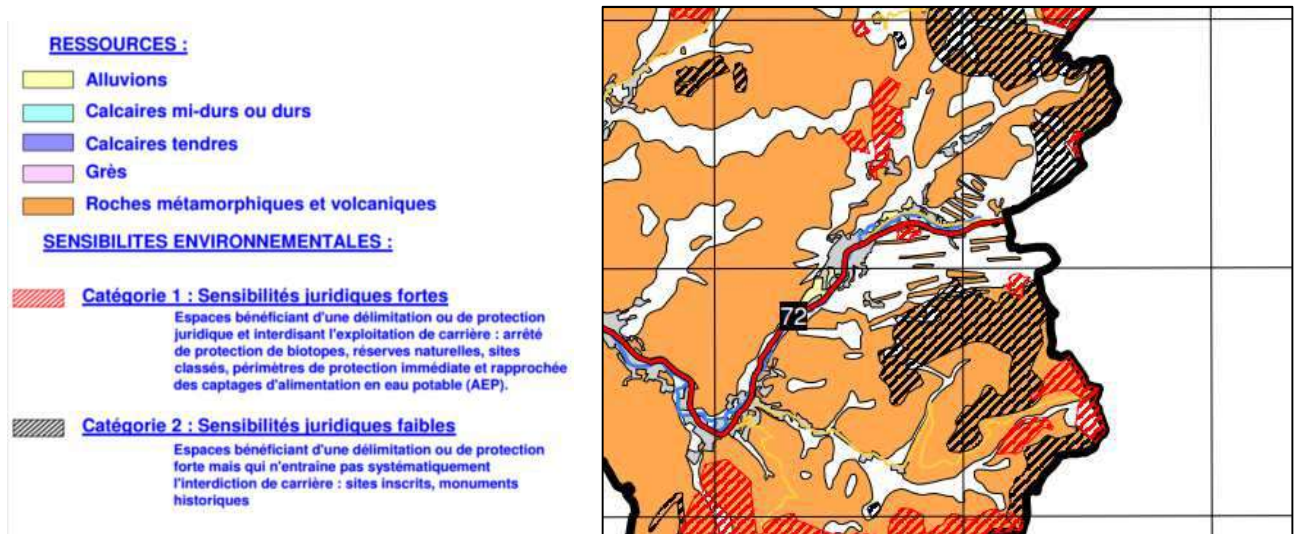 RESSOURCES :
Alluvions
Calcaires mi-durs ou durs
Calcaires tendres
Grès
Roches métamorphiques et volcaniques
SENSIBILITES ENVIRONNEMENTALES :
Catégorie 1 : Sensibilités juridiques fortes
Espaces bénéficiant d'une délimitation ou de protection
juridique et interdisant l'exploitation de carrière : arrêté
de protection de biotopes, réserves naturelles, sites
classés, périmètres de protection immédiate et rapprochée
des captages d'alimentation en eau potable (AEP).
Catégorie 2 : Sensibilités juridiques faibles
Espaces bénéficiant d'une délimitation ou de protection
forte mais qui n'entraine pas systématiquement
l'interdiction de carrière : sites inscrits, monuments
historiques
72